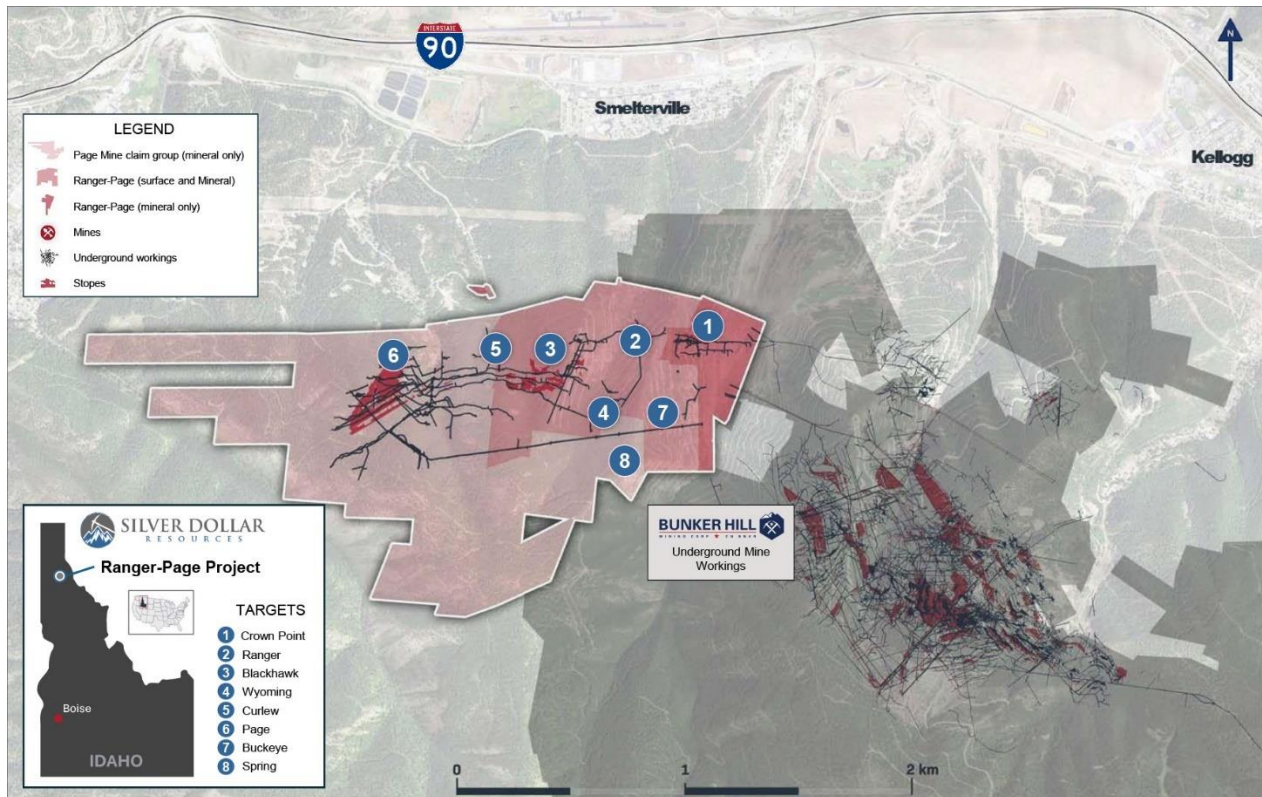 INTERSTATE
90
N
Smelterville
Kellogg
LEGEND
Page Mine claim group (mineral only)
Ranger-Page (surface and Mineral)
Ranger-Page (mineral only)
Mines
Underground workings
Stopes
1
2
3
4
5
6
7
8
BUNKER HILL
MINING CORP
Underground Mine
Workings
SILVER DOLLAR
RESOURCES
Ranger-Page Project
TARGETS
1 Crown Point
2 Ranger
3 Blackhawk
4 Wyoming
5 Curlew
6 Page
7 Buckeye
8 Spring
Boise
IDAHO
0 1 2 km